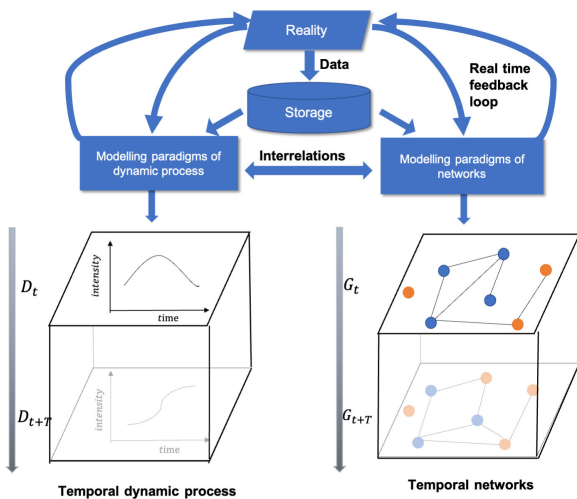 Reality
Data
Real time
feedback
loop
Storage
Modelling paradigms of
dynamic process
Interrelations
Modelling paradigms of
networks
D_t
intensity
time
G_t
D_{t+T}
intensity
time
G_{t+T}
Temporal dynamic process
Temporal networks